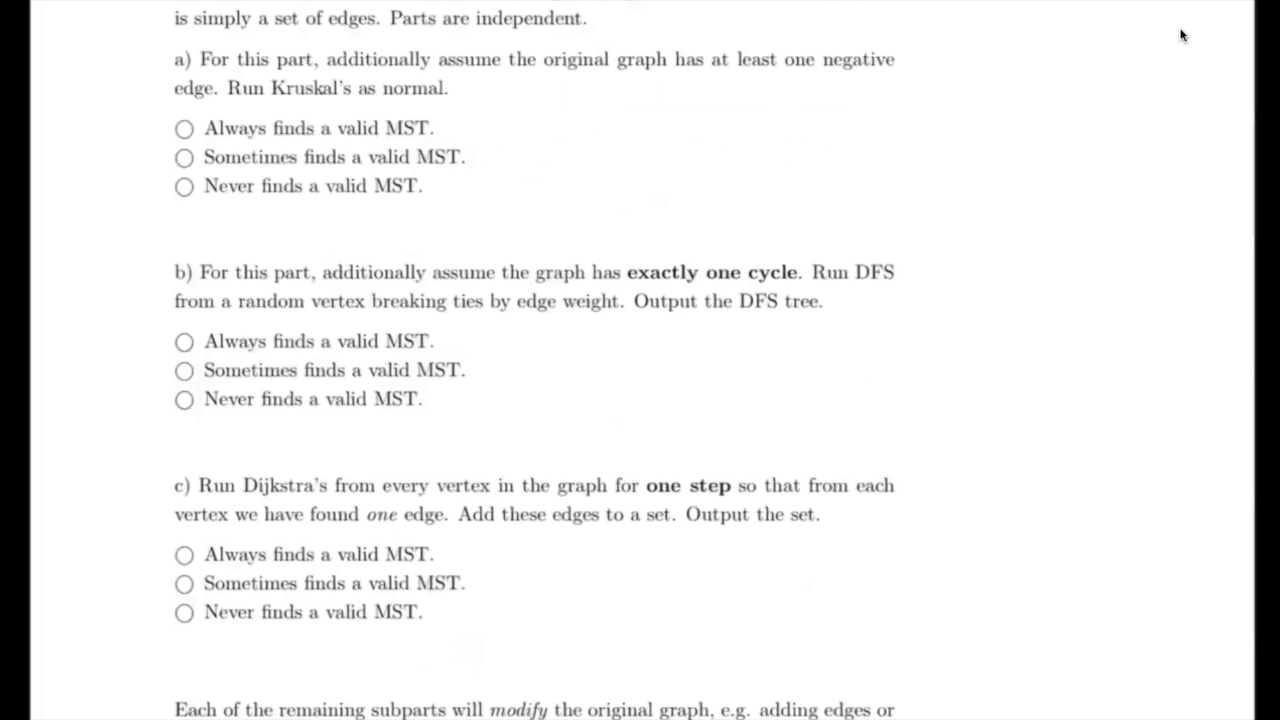 is simply a set of edges. Parts are independent.
a) For this part, additionally assume the original graph has at least one negative
edge. Run Kruskal's as normal.
Always finds a valid MST.
Sometimes finds a valid MST.
Never finds a valid MST.
b) For this part, additionally assume the graph has exactly one cycle. Run DFS
from a random vertex breaking ties by edge weight. Output the DFS tree.
Always finds a valid MST.
Sometimes finds a valid MST.
Never finds a valid MST.
c) Run Dijkstra's from every vertex in the graph for one step so that from each
vertex we have found one edge. Add these edges to a set. Output the set.
Always finds a valid MST.
Sometimes finds a valid MST.
Never finds a valid MST.
Each of the remaining subparts will modify the original graph, e.g. adding edges or